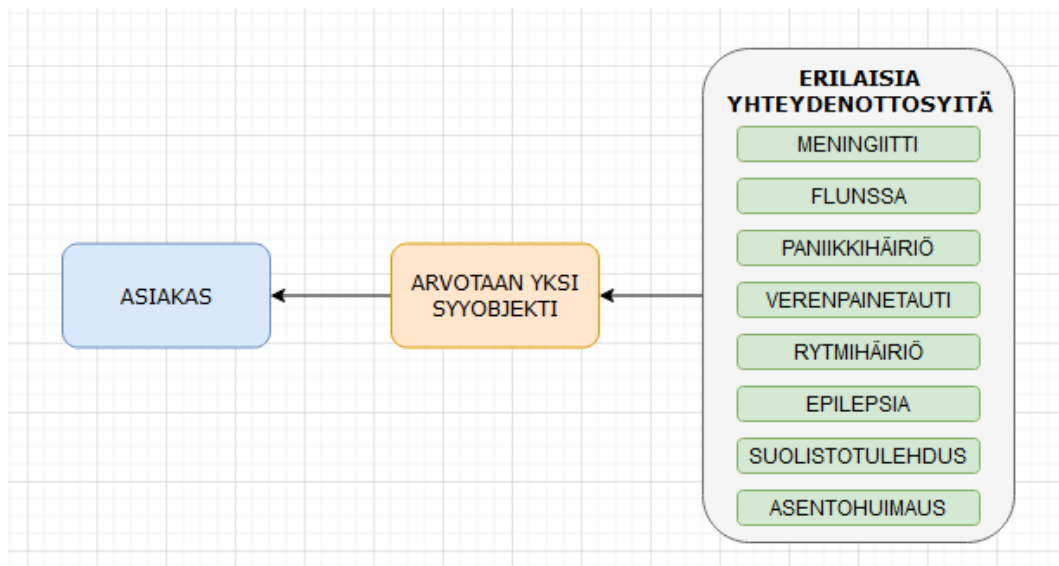 ASIAKAS
ARVOTAAN YKSI
SYYOBJEKTI
ERILAISIA
YHTEYDENOTTOSYITÄ
MENINGIITTI
FLUNSSA
PANIIKKIHÄIRIÖ
VERENPAINETAUTI
RYTMIHÄIRIÖ
EPILEPSIA
SUOLISTOTULEHDUS
ASENTOHUIMAUS